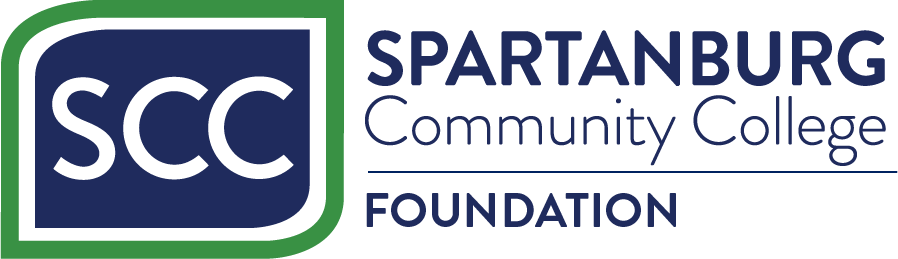 SCC
SPARTANBURG
Community College
FOUNDATION